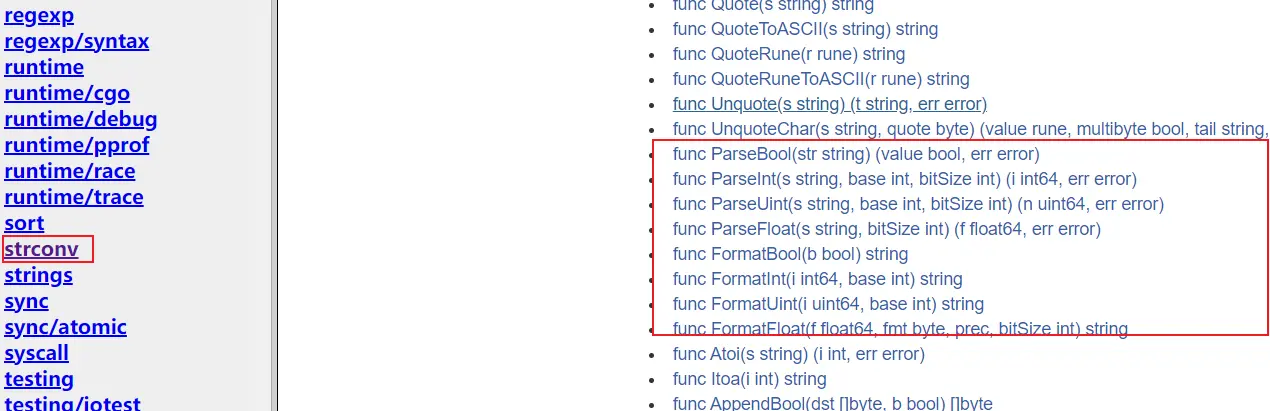 regexp
regexp/syntax
runtime
runtime/cgo
runtime/debug
runtime/pprof
runtime/race
runtime/trace
sort
strconv
strings
sync
sync/atomic
syscall
testing
testing/iotest
func Quote(s string) string
func QuoteToASCII(s string) string
func QuoteRune(r rune) string
func QuoteRuneToASCII(r rune) string
func Unquote(s string) (t string, err error)
func UnquoteChar(s string, quote byte) (value rune, multibyte bool, tail string,
func ParseBool(str string) (value bool, err error)
func ParseInt(s string, base int, bitSize int) (i int64, err error)
func ParseUint(s string, base int, bitSize int) (n uint64, err error)
func ParseFloat(s string, bitSize int) (f float64, err error)
func FormatBool(b bool) string
func FormatInt(i int64, base int) string
func FormatUint(i uint64, base int) string
func FormatFloat(f float64, fmt byte, prec, bitSize int) string
func Atoi(s string) (i int, err error)
func Itoa(i int) string
func AppendBool(dst []byte, b bool) []byte